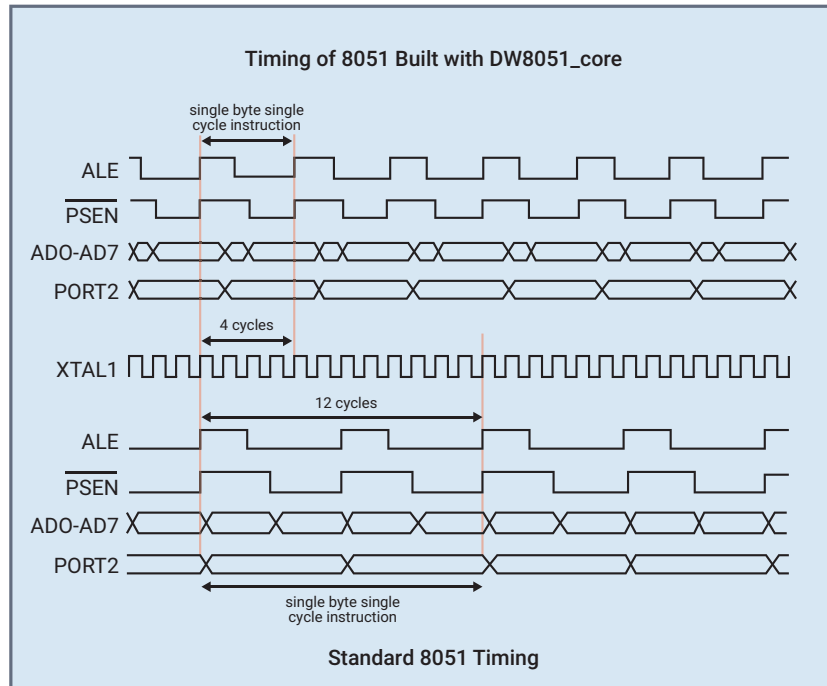 Timing of 8051 Built with DW8051_core
single byte single
cycle instruction
ALE
PSEN
ADO-AD7
PORT2
4 cycles
XTAL1
12 cycles
ALE
PSEN
ADO-AD7
PORT2
single byte single
cycle instruction
Standard 8051 Timing